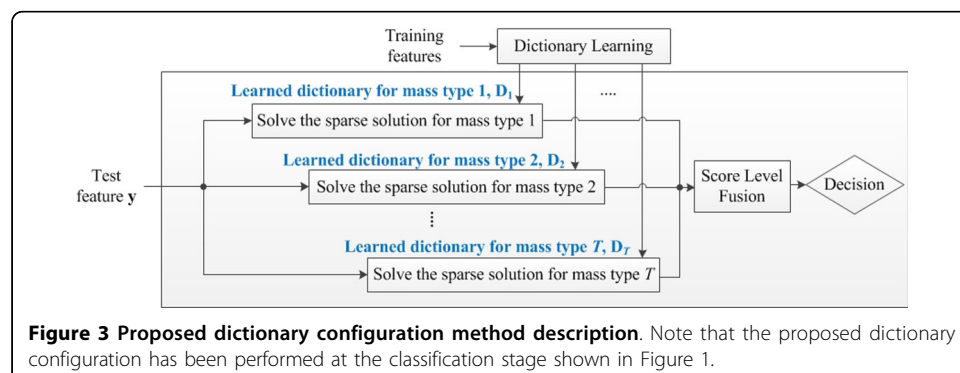 Training
features
Dictionary Learning
Learned dictionary for mass type 1, D1
....
Solve the sparse solution for mass type 1
Learned dictionary for mass type 2, D2
Test
feature y
Solve the sparse solution for mass type 2
Score Level
Fusion
Decision
....
Learned dictionary for mass type T, DT
Solve the sparse solution for mass type T
Figure 3 Proposed dictionary configuration method description. Note that the proposed dictionary
configuration has been performed at the classification stage shown in Figure 1.